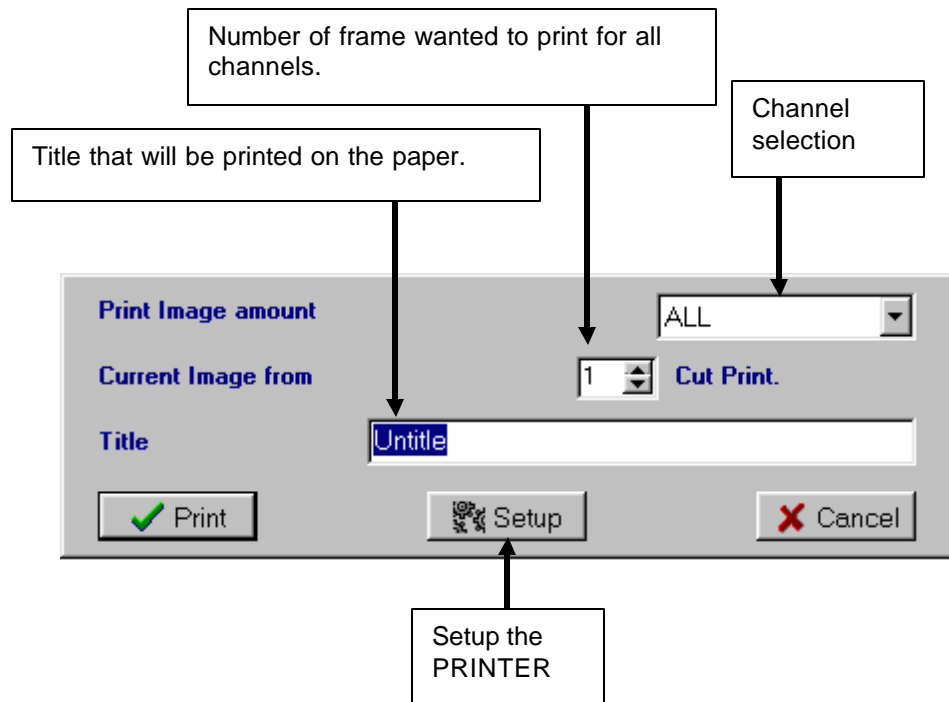 Number of frame wanted to print for all
channels.
Channel
selection
Title that will be printed on the paper.
Print Image amount
ALL
Current Image from
1
Cut Print.
Title
Untitle
Print
Setup
Cancel
Setup the
PRINTER